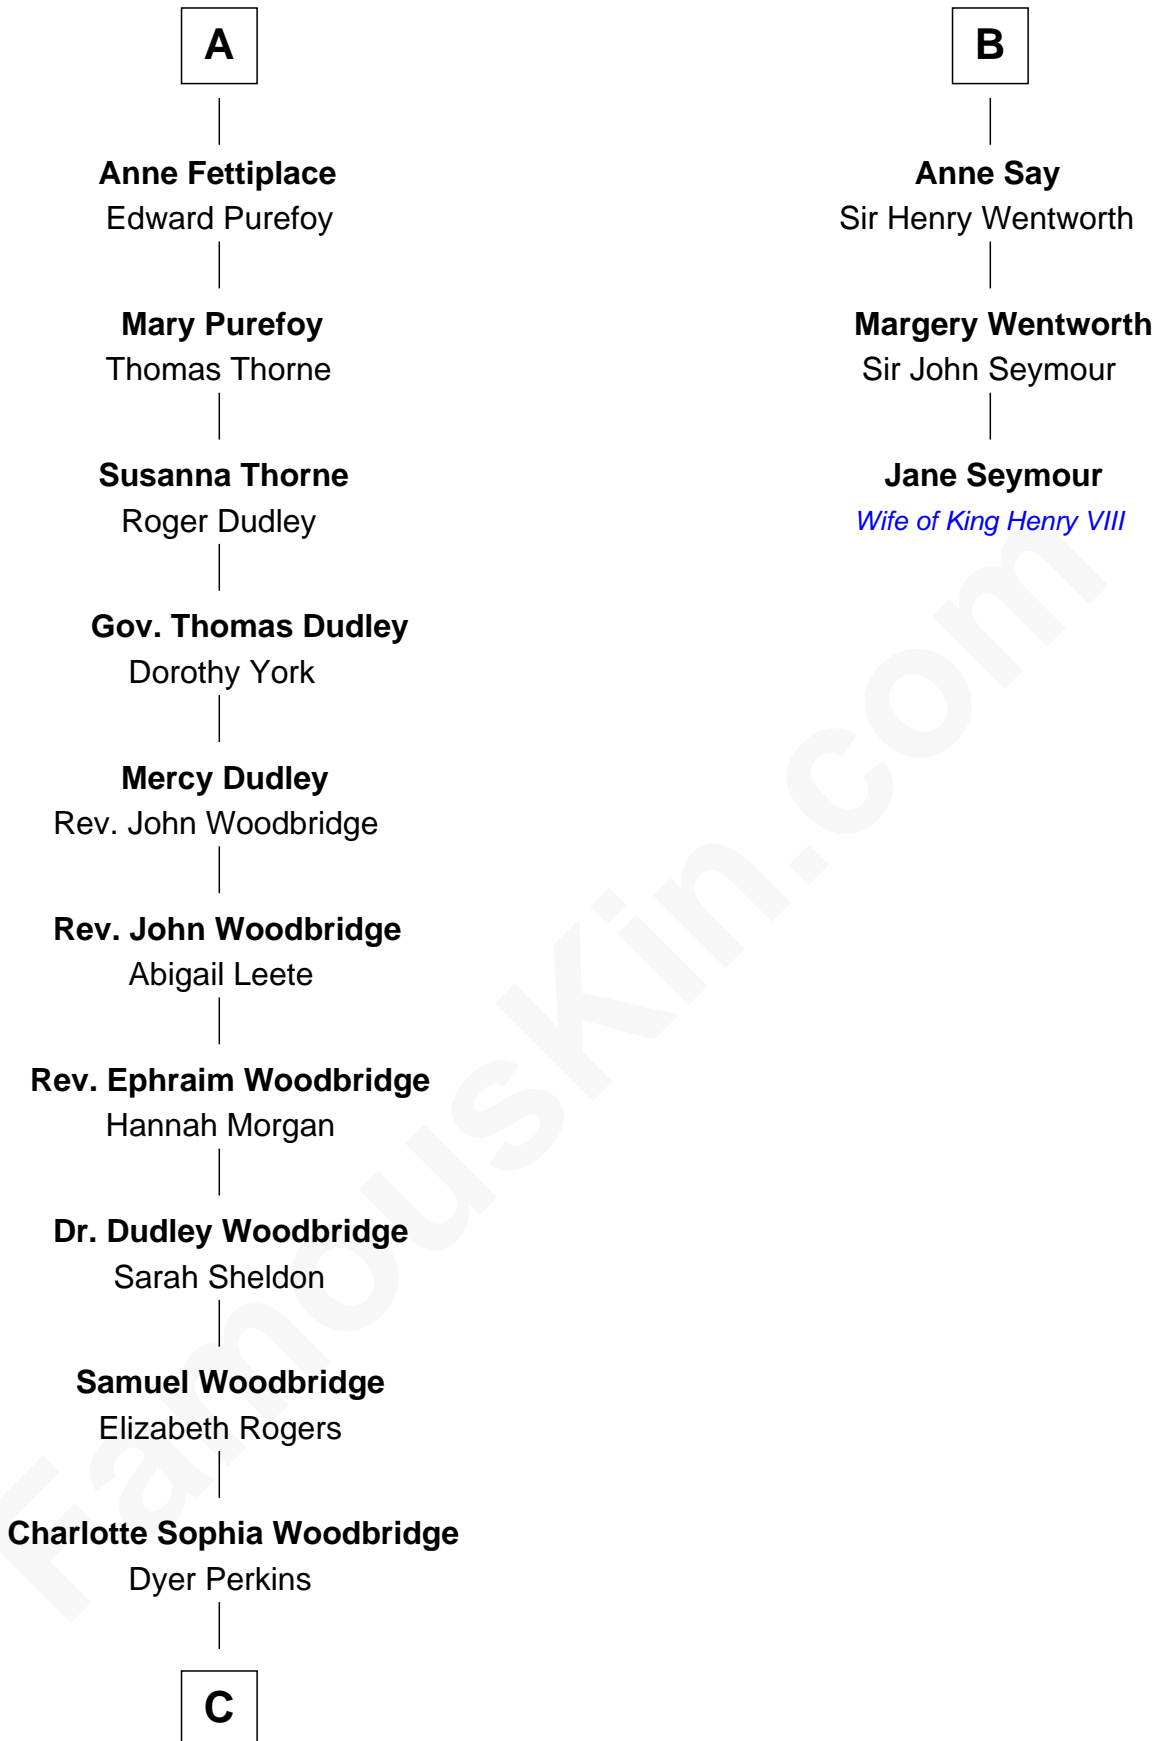 A
Anne Fettiplace
Edward Purefoy
Mary Purefoy
Thomas Thorne
Susanna Thorne
Roger Dudley
Gov. Thomas Dudley
Dorothy York
Mercy Dudley
Rev. John Woodbridge
Rev. John Woodbridge
Abigail Leete
Rev. Ephraim Woodbridge
Hannah Morgan
Dr. Dudley Woodbridge
Sarah Sheldon
Samuel Woodbridge
Elizabeth Rogers
Charlotte Sophia Woodbridge
Dyer Perkins
C
B
Anne Say
Sir Henry Wentworth
Margery Wentworth
Sir John Seymour
Jane Seymour
Wife of King Henry VIII
FamousKin.com